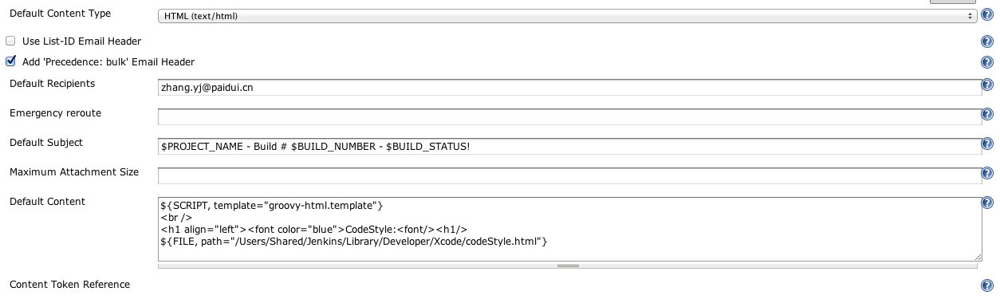 Default Content Type
HTML (text/html)
Use List-ID Email Header
Add 'Precedence: bulk' Email Header
Default Recipients
zhang.yj@paidui.cn
Emergency reroute
Default Subject
$PROJECT_NAME - Build # $BUILD_NUMBER - $BUILD_STATUS!
Maximum Attachment Size
Default Content
${SCRIPT, template="groovy-html.template"}
<br />
<h1 align="left"><font color="blue">CodeStyle:<font/><h1/>
${FILE, path="/Users/Shared/Jenkins/Library/Developer/Xcode/codeStyle.html"}
Content Token Reference